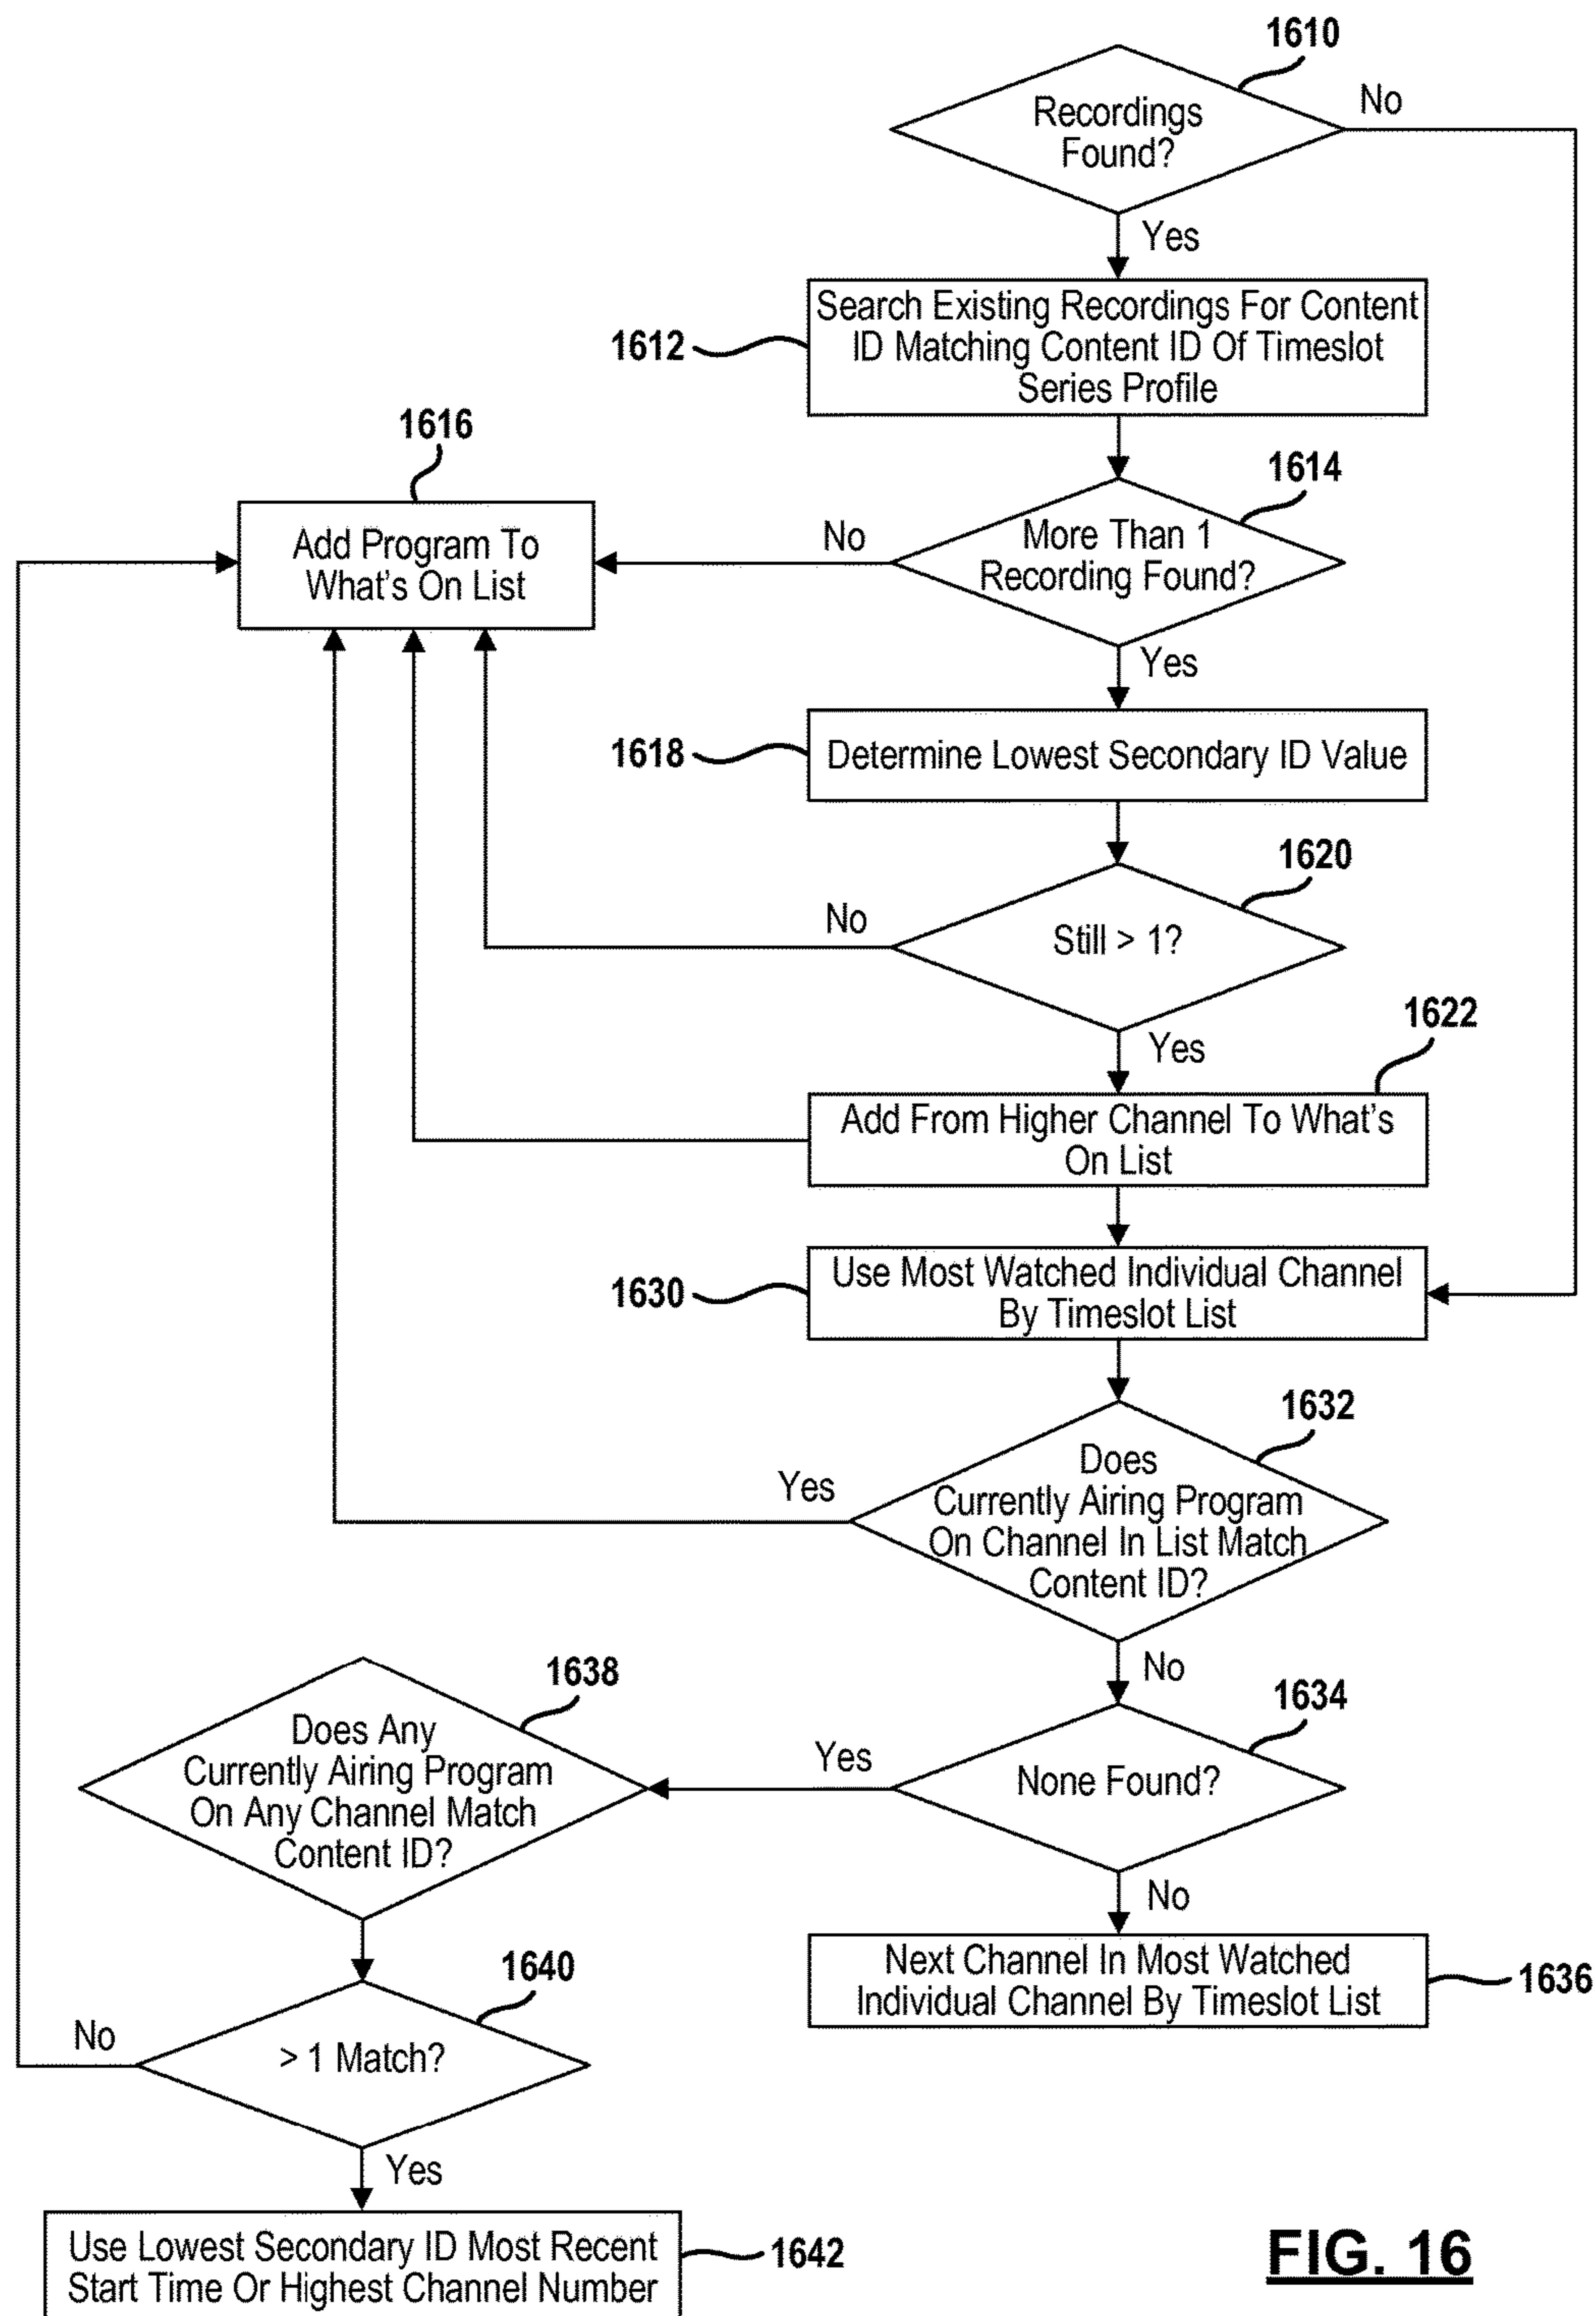 1610
Recordings
Found?
No
Yes
Search Existing Recordings For Content
ID Matching Content ID Of Timeslot
Series Profile
1612
1616
Add Program To
What's On List
1614
No
More Than 1
Recording Found?
Yes
1618
Determine Lowest Secondary ID Value
1620
No
Still > 1?
Yes
1622
Add From Higher Channel To What's
On List
1630
Use Most Watched Individual Channel
By Timeslot List
1632
Yes
Does
Currently Airing Program
On Channel In List Match
Content ID?
No
1638
Does Any
Currently Airing Program
On Any Channel Match
Content ID?
1634
Yes
None Found?
No
Next Channel In Most Watched
Individual Channel By Timeslot List
1636
1640
No
> 1 Match?
Yes
Use Lowest Secondary ID Most Recent
Start Time Or Highest Channel Number
1642
FIG. 16